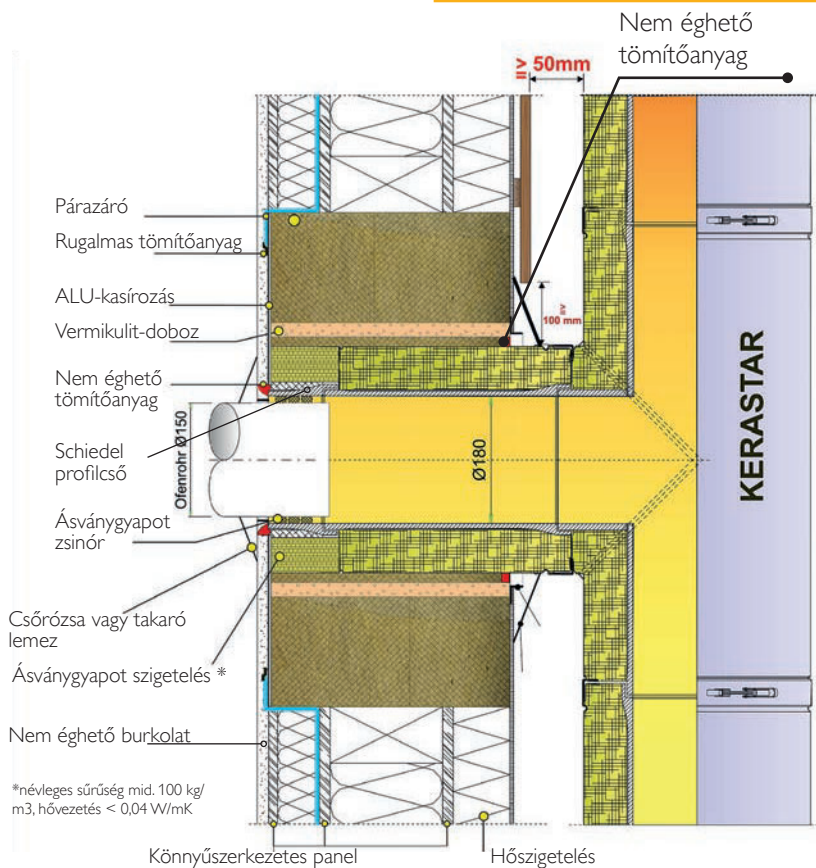 Nem éghető
tömítőanyag
≥ 50mm
Párazáró
Rugalmas tömítőanyag
ALU-kasírozás
Vermikulit-doboz
≥
100 mm
Nem éghető
tömítőanyag
Schiedel
profilcső
Ofenrohr Ø150
Ø180
KERASTAR
Ásványgyapot
zsinór
Csőrózsa vagy takaró
lemez
Ásványgyapot szigetelés *
Nem éghető burkolat
*névleges sűrűség mid. 100 kg/
m3, hővezetés < 0,04 W/mK
Könnyűszerkezetes panel
Hőszigetelés